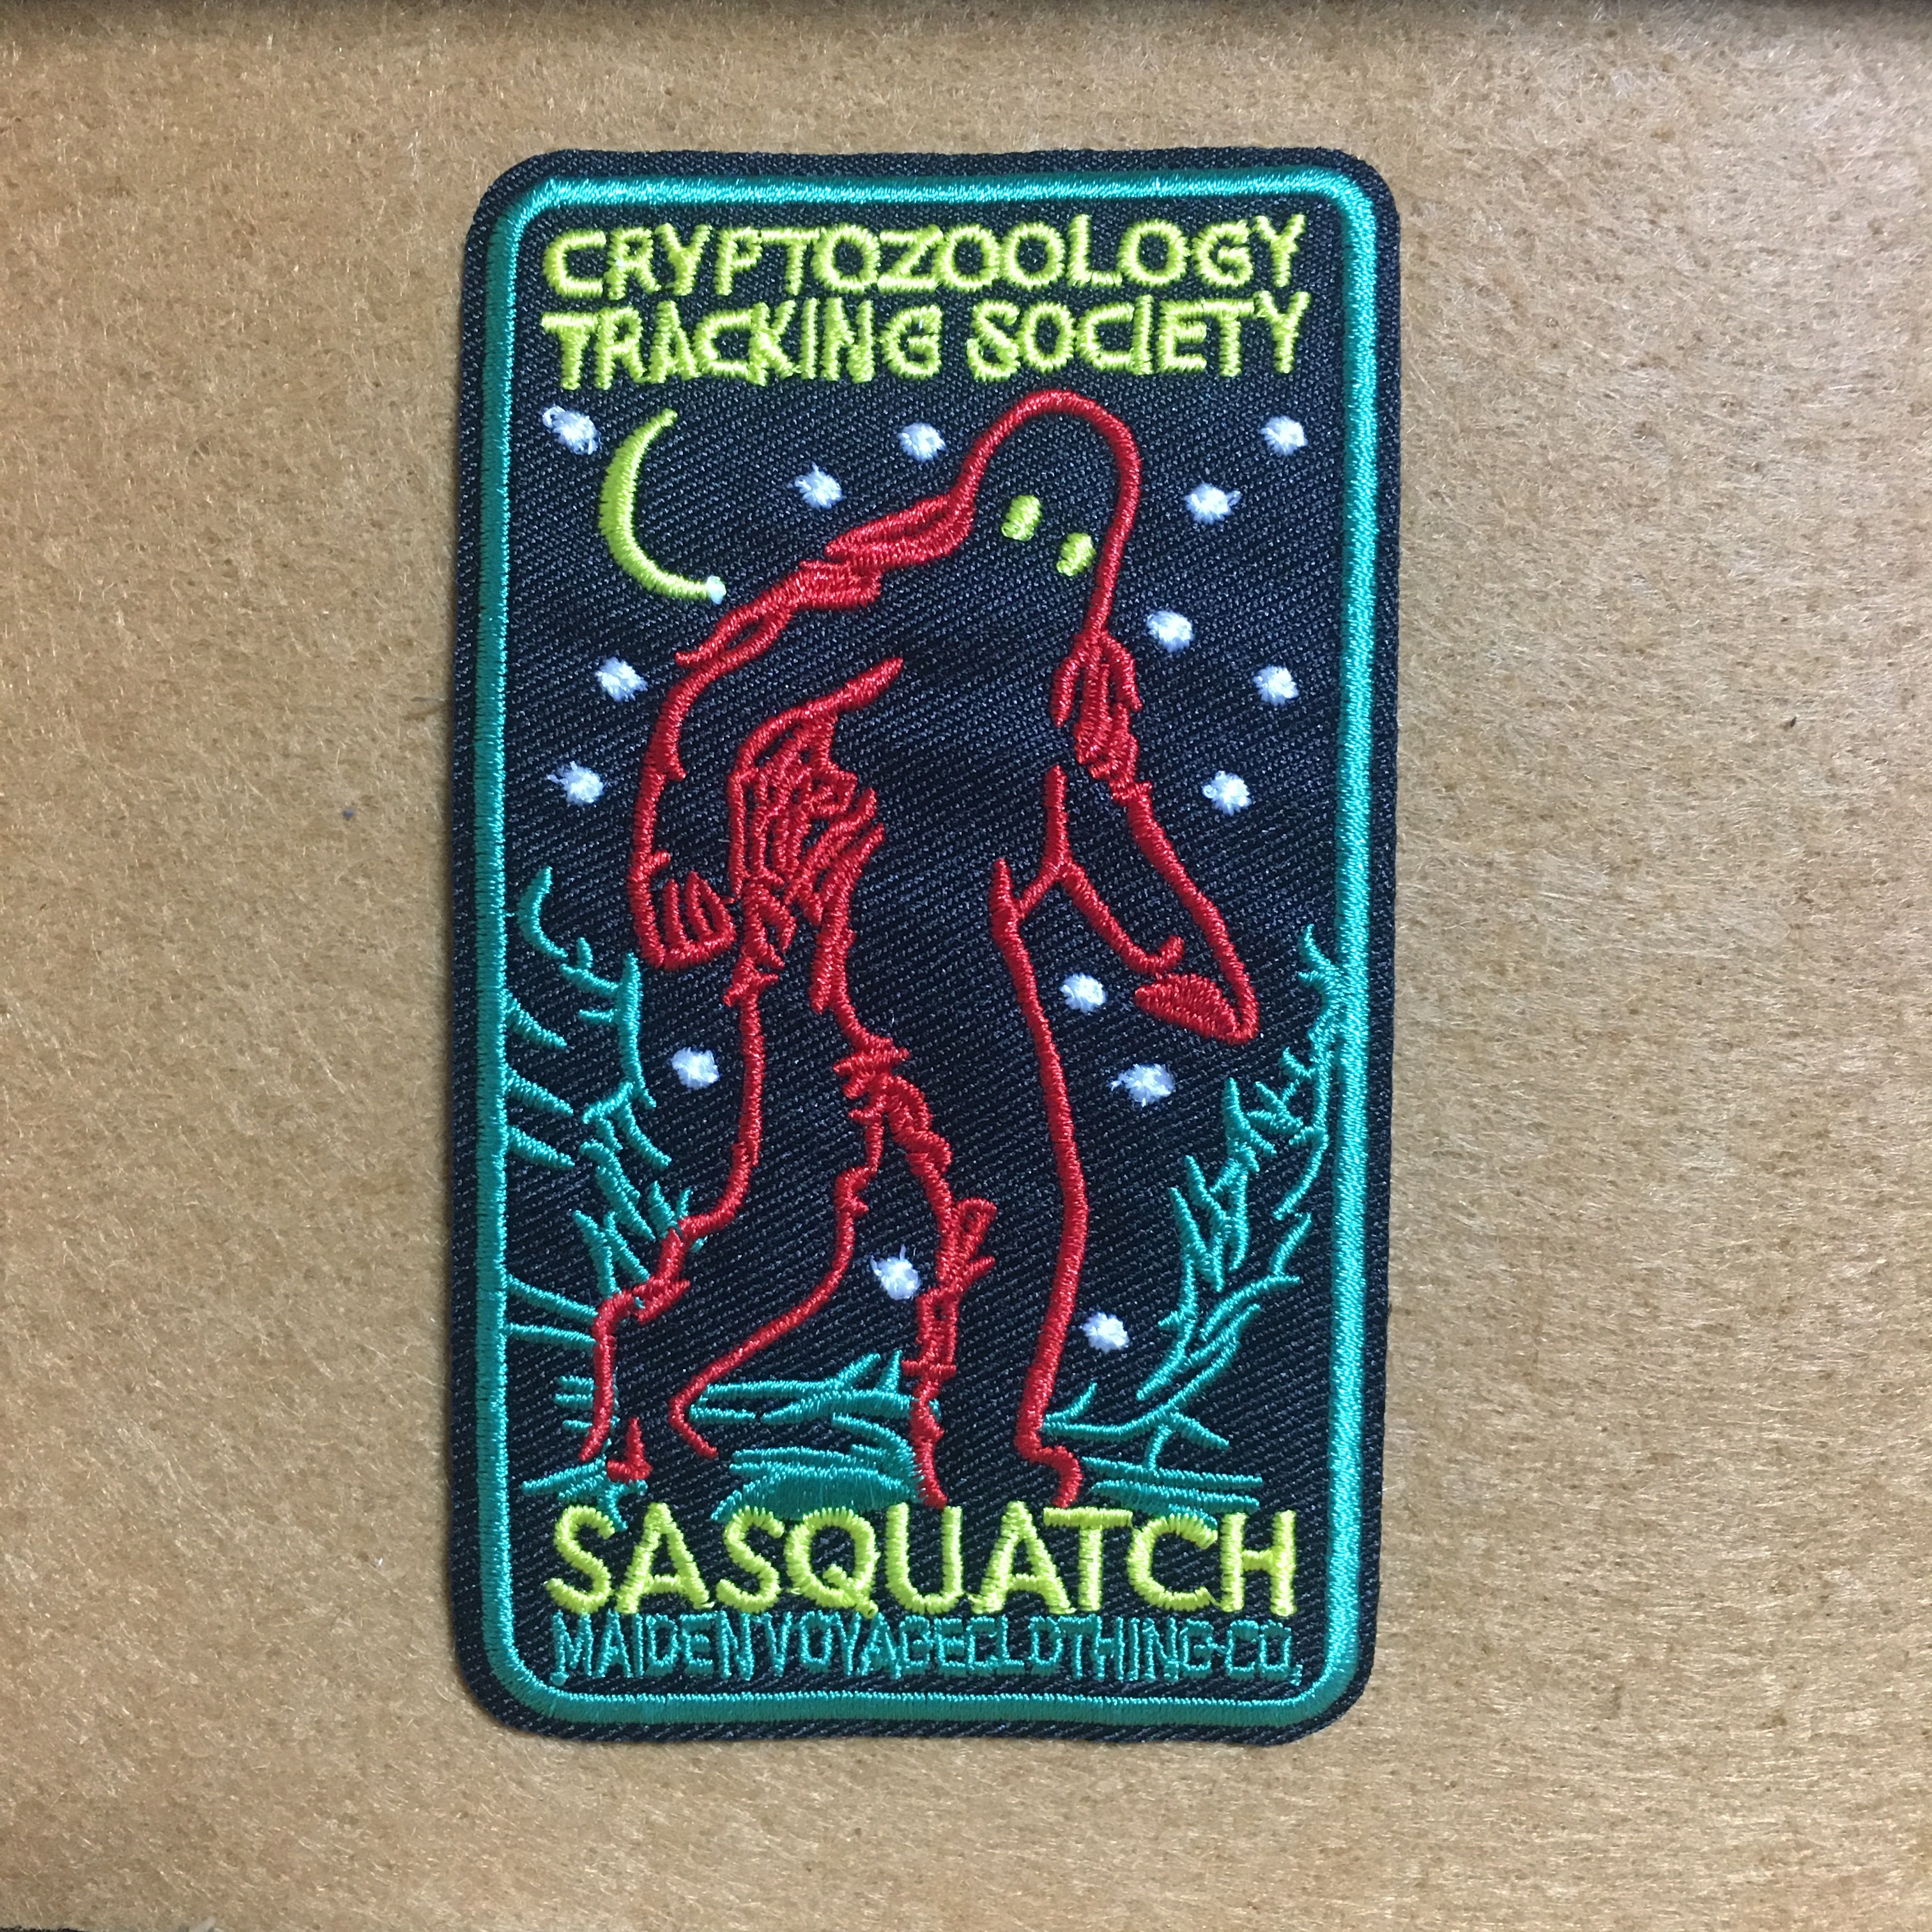 CRYPTOZOOLOGY
TRACKING SOCIETY
SASQUATCH
MAIDEN VOYAGE CLOTHING CO.